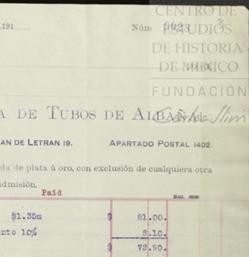 191
Núm. 3
CENTRO DE
ESTUDIOS
DE HISTORIA
DE MÉXICO
FUNDACIÓN
A DE TUBOS DE ALBAÑAL
AN DE LETRAN 19. APARTADO POSTAL 1402.
da de plata ú oro, con exclusión de cualquiera otra
admisión.
Paid
$1.35m $ 81.00
nto 10% 8.10
$ 72.90